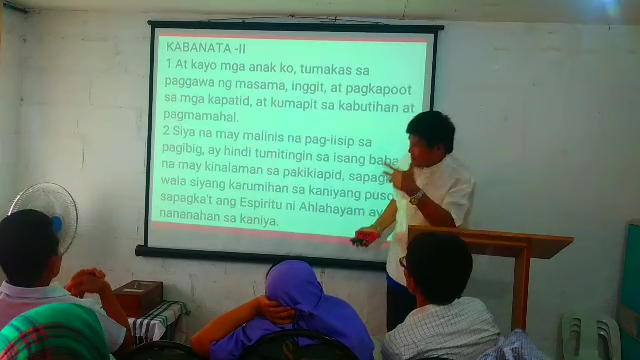 KABANATA -II
1 At kayo mga anak ko, tumakas sa
paggawa ng masama, inggit, at pagkapoot
sa mga kapatid, at kumapit sa kabutihan at
pagmamahal.
2 Siya na may malinis na pag-iisip sa
pagibig, ay hindi tumitingin sa isang
na may kinalaman sa pakikiapid,
wala siyang karumihan sa kaniyang
sapagka't ang Espiritu ni Ahlahayam
nananahan sa kaniya.